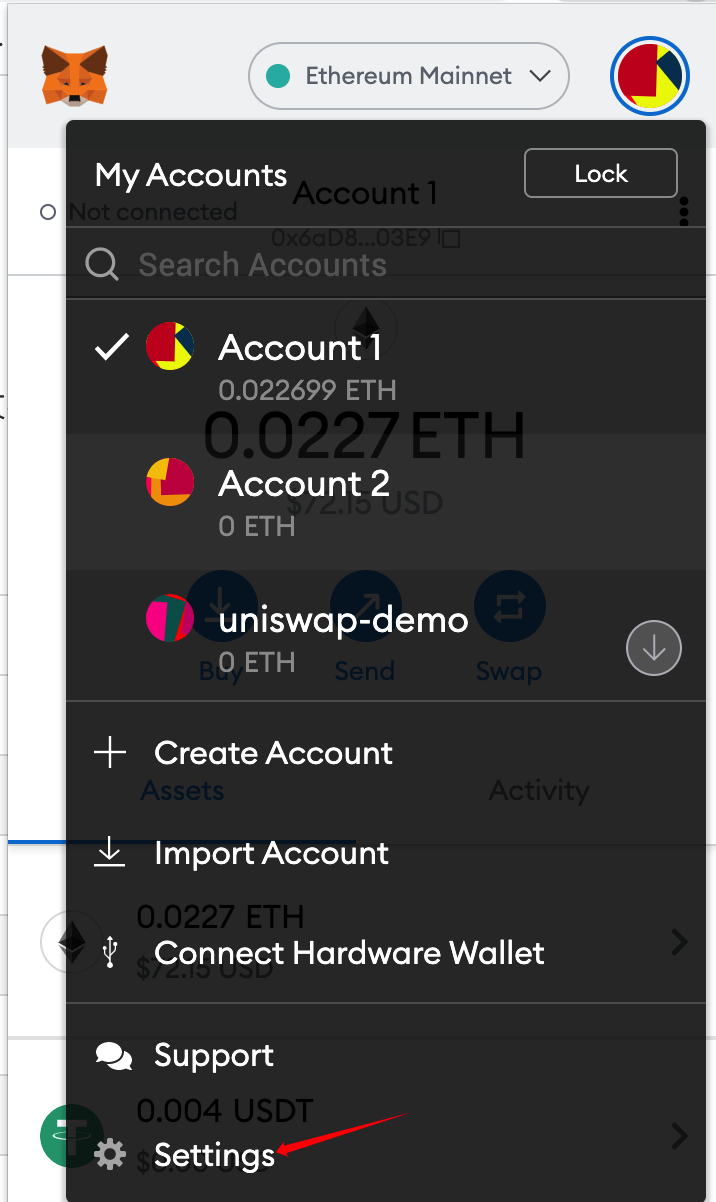 Ethereum Mainnet
My Accounts
Lock
Account 1
Not connected
0x6aD8...03E9
Search Accounts
Account 1
0.022699 ETH
0.0227 ETH
Account 2
$72.15 USD
0 ETH
uniswap-demo
0 ETH
Buy
Send
Swap
Create Account
Assets
Activity
Import Account
0.0227 ETH
Connect Hardware Wallet
$72.15 USD
Support
0.004 USDT
Settings